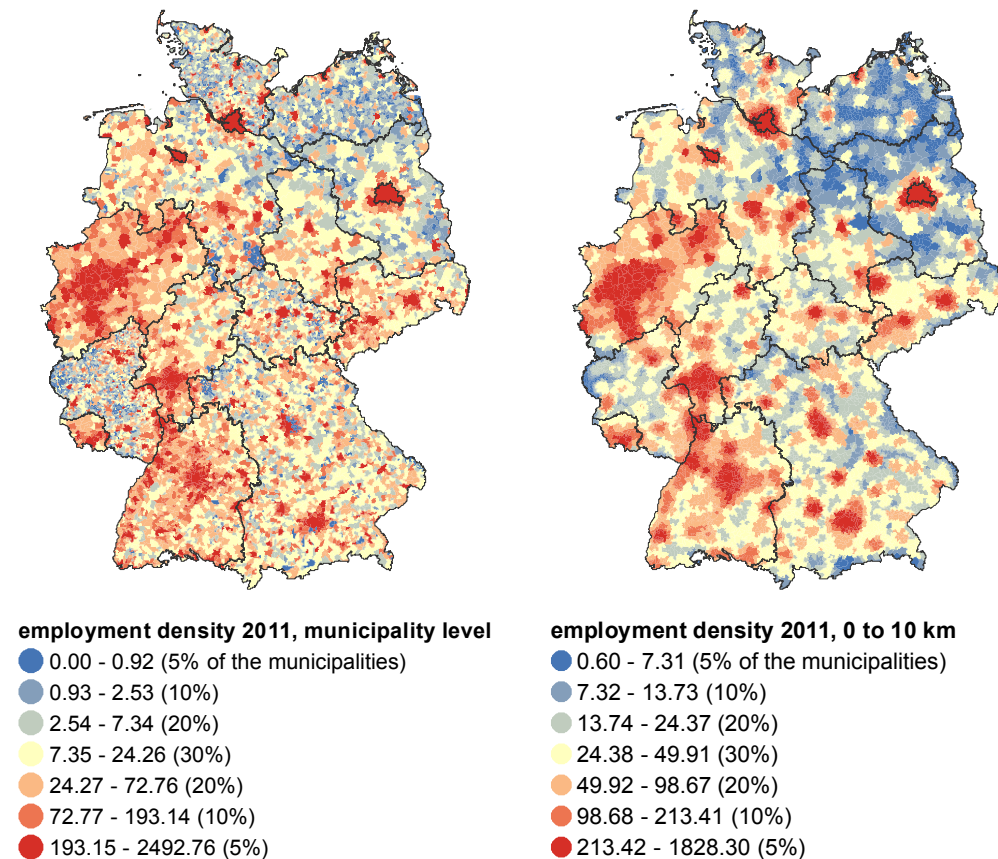 employment density 2011, municipality level
0.00 - 0.92 (5% of the municipalities)
0.93 - 2.53 (10%)
2.54 - 7.34 (20%)
7.35 - 24.26 (30%)
24.27 - 72.76 (20%)
72.77 - 193.14 (10%)
193.15 - 2492.76 (5%)
employment density 2011, 0 to 10 km
0.60 - 7.31 (5% of the municipalities)
7.32 - 13.73 (10%)
13.74 - 24.37 (20%)
24.38 - 49.91 (30%)
49.92 - 98.67 (20%)
98.68 - 213.41 (10%)
213.42 - 1828.30 (5%)